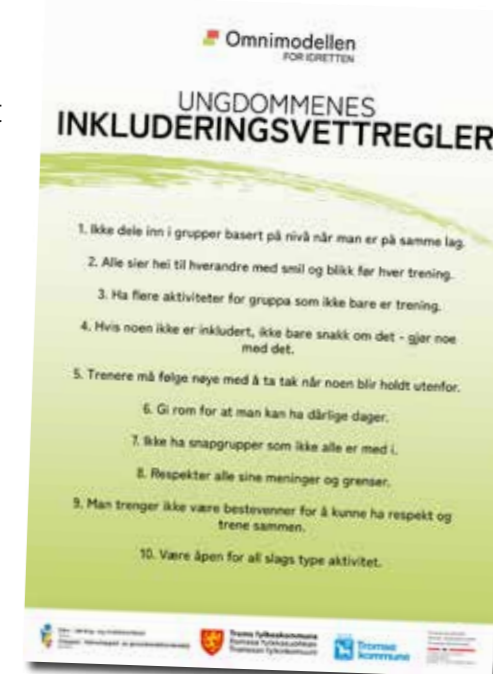 Omnimodellen
FOR IDRETTEN
UNGDOMMENES
INKLUDERINGSVETTREGLER
1. Ikke dele inn i grupper basert på nivå når man er på samme lag.
2. Alle sier hei til hverandre med smil og blikk før hver trening.
3. Ha flere aktiviteter for gruppa som ikke bare er trening.
4. Hvis noen ikke er inkludert, ikke bare snakk om det - gjør noe
med det.
5. Trenere må følge nøye med å ta tak når noen blir holdt utenfor.
6. Gi rom for at man kan ha dårlige dager.
7. Ikke ha snapgrupper som ikke alle er med i.
8. Respekter alle sine meninger og grenser.
9. Man trenger ikke være bestevenner for å kunne ha respekt og
trene sammen.
10. Være åpen for all slags type aktivitet.
Troms fylkeskommune
Romssa fylkkasuohkan
Tromssan fylkinkomuuni
Tromsø
kommune